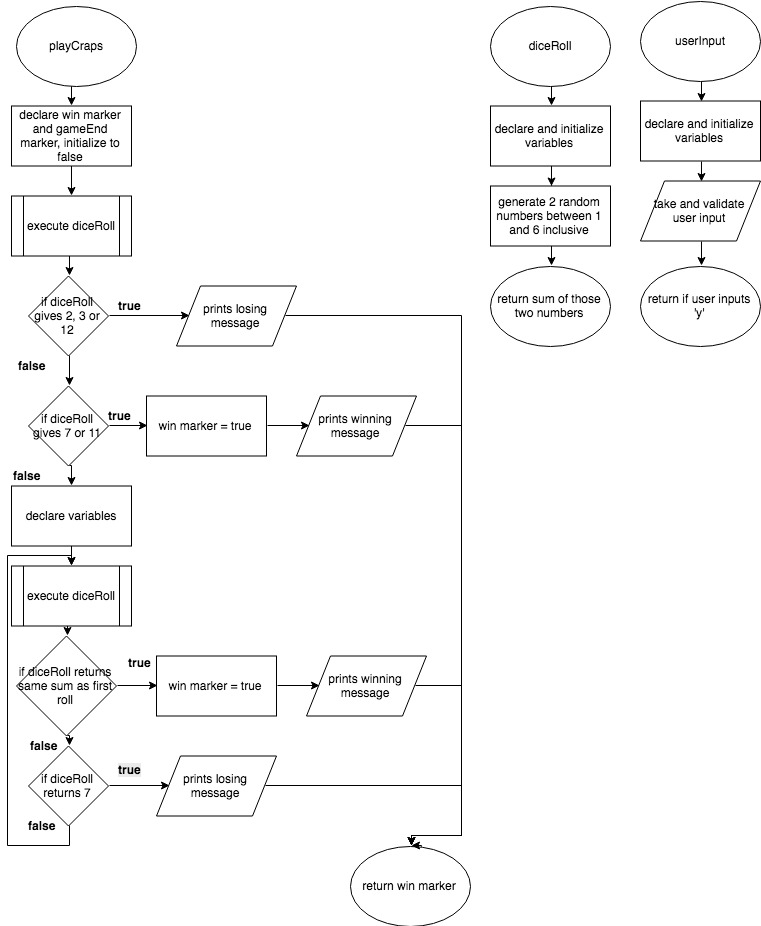 playCraps
declare win marker
and gameEnd
marker, initialize to
false
execute diceRoll
if diceRoll
gives 2, 3 or
12
true
prints losing
message
false
if diceRoll
gives 7 or 11
true
win marker = true
prints winning
message
false
declare variables
execute diceRoll
if diceRoll returns
same sum as first
roll
true
win marker = true
prints winning
message
false
if diceRoll
returns 7
true
prints losing
message
false
return win marker
diceRoll
declare and initialize
variables
generate 2 random
numbers between 1
and 6 inclusive
return sum of those
two numbers
userInput
declare and initialize
variables
take and validate
user input
return if user inputs
'y'